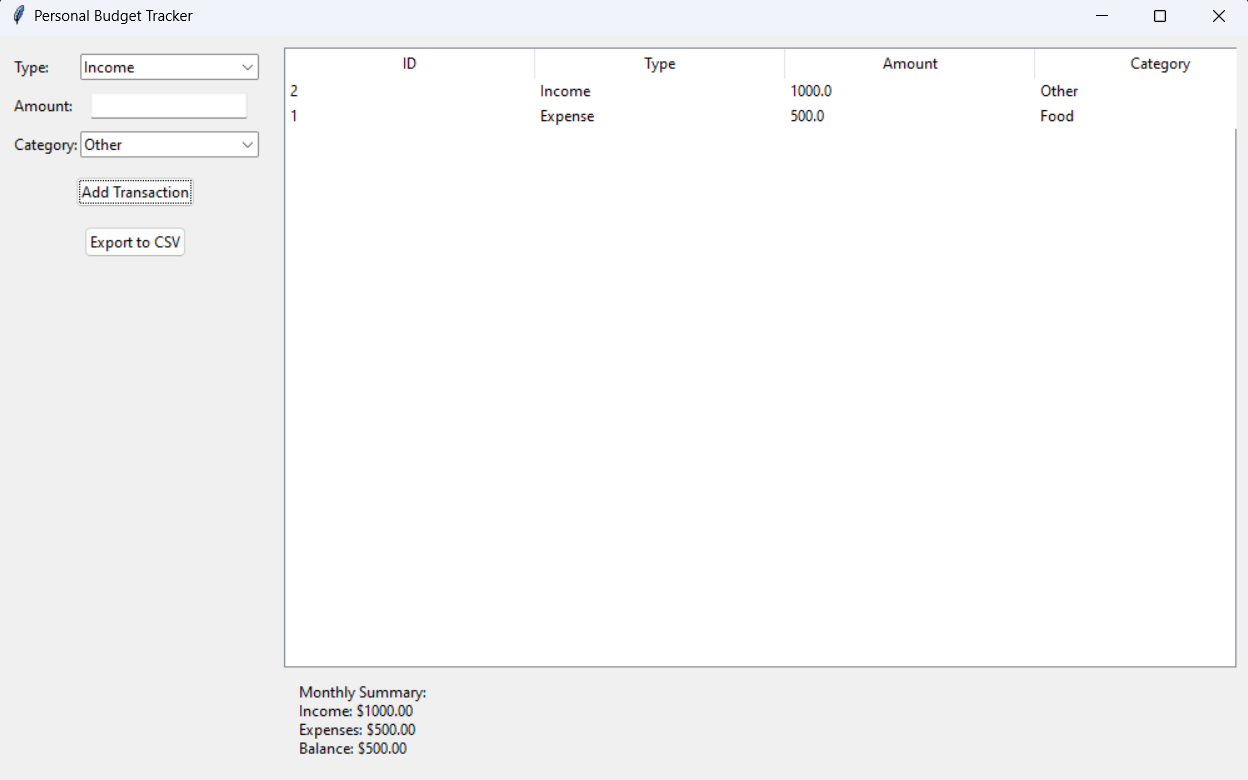 Personal Budget Tracker
Type: Income
Amount:
Category: Other
Add Transaction
Export to CSV
ID Type Amount Category
2 Income 1000.0 Other
1 Expense 500.0 Food
Monthly Summary:
Income: $1000.00
Expenses: $500.00
Balance: $500.00